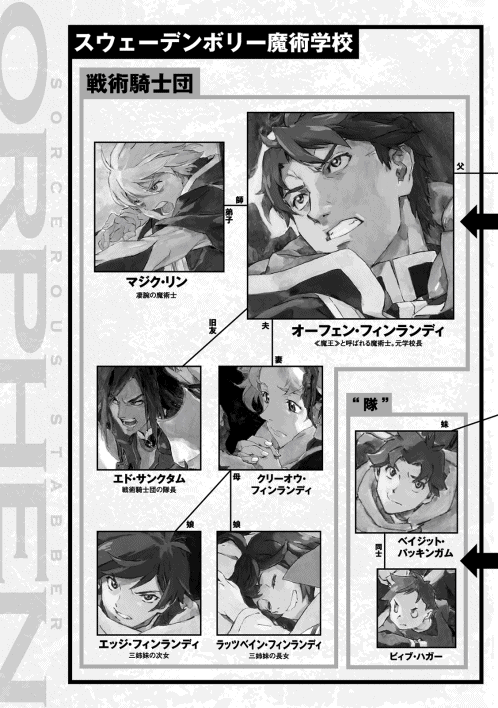 ORPHEN
SORCEROUS STABBER
スウェーデンボリー魔術学校
戦術騎士団
父
師
弟子
マジク・リン
凄腕の魔術士
オーフェン・フィンランディ
《魔王》と呼ばれる魔術士。元学校長
旧友
夫
妻
“隊”
妹
エド・サンクタム
戦術騎士団の隊長
クリーオウ・
フィンランディ
ベイジット・
パッキンガム
母
娘
娘
同士
エッジ・フィンランディ
三姉妹の次女
ラッツベイン・フィンランディ
三姉妹の長女
ビィブ・ハガー